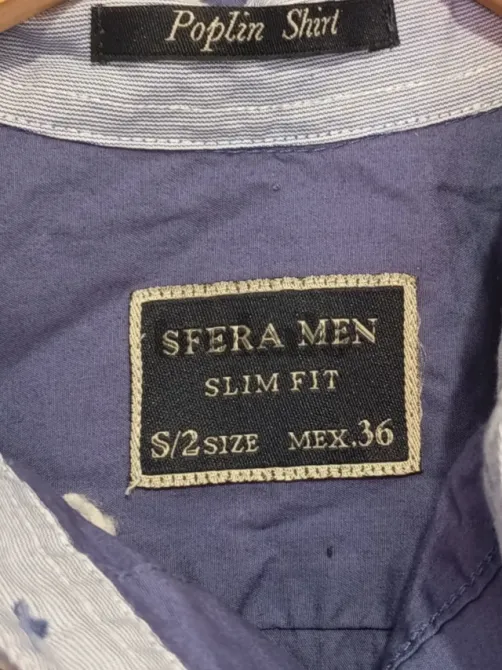 Poplin Shirt
SFERA MEN
SLIM FIT
S/2 SIZE MEX.36